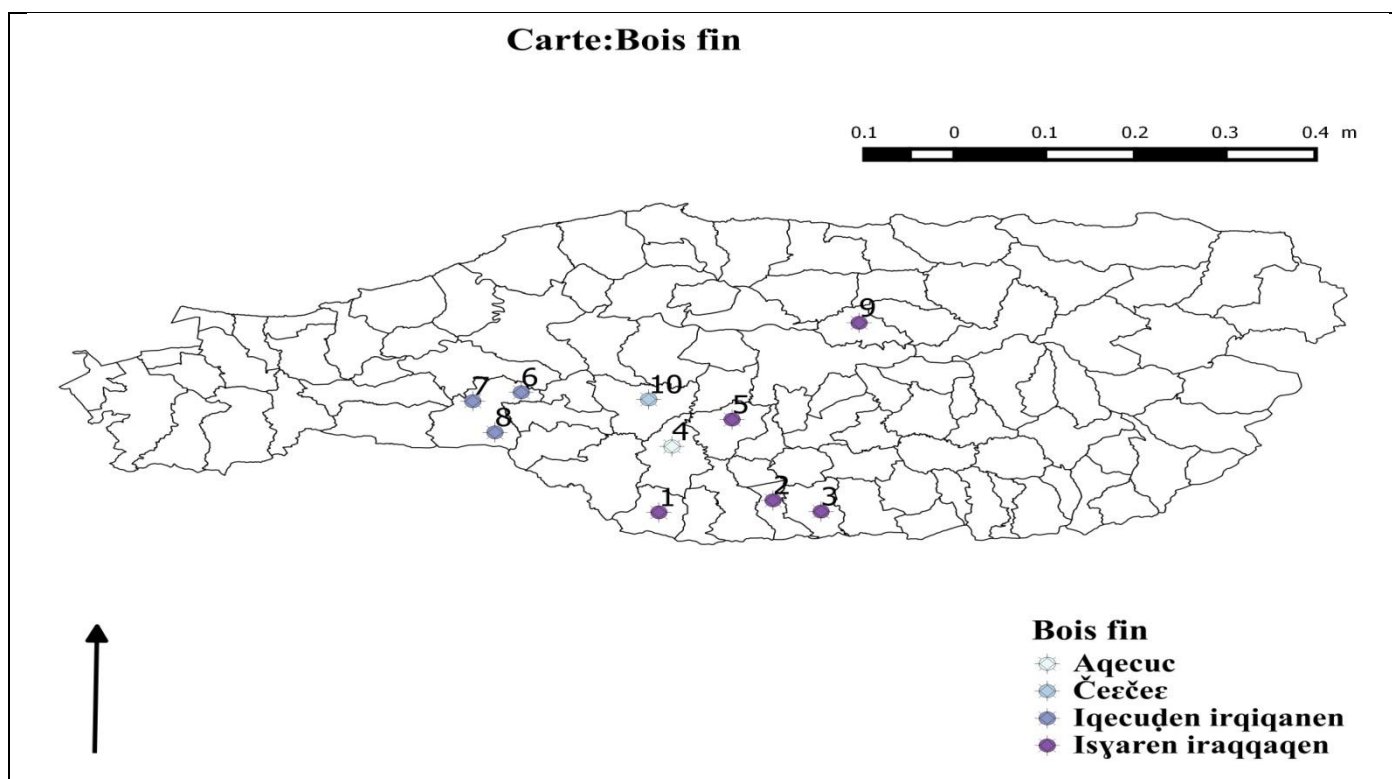 Carte:Bois fin
0.1 0 0.1 0.2 0.3 0.4 m
9
7 6 10
8 5
4
1 2 3
Bois fin
Aqecuc
Čeɛčeɛ
Iqecuḍen irqiqanen
Isɣaren iraqqaqen